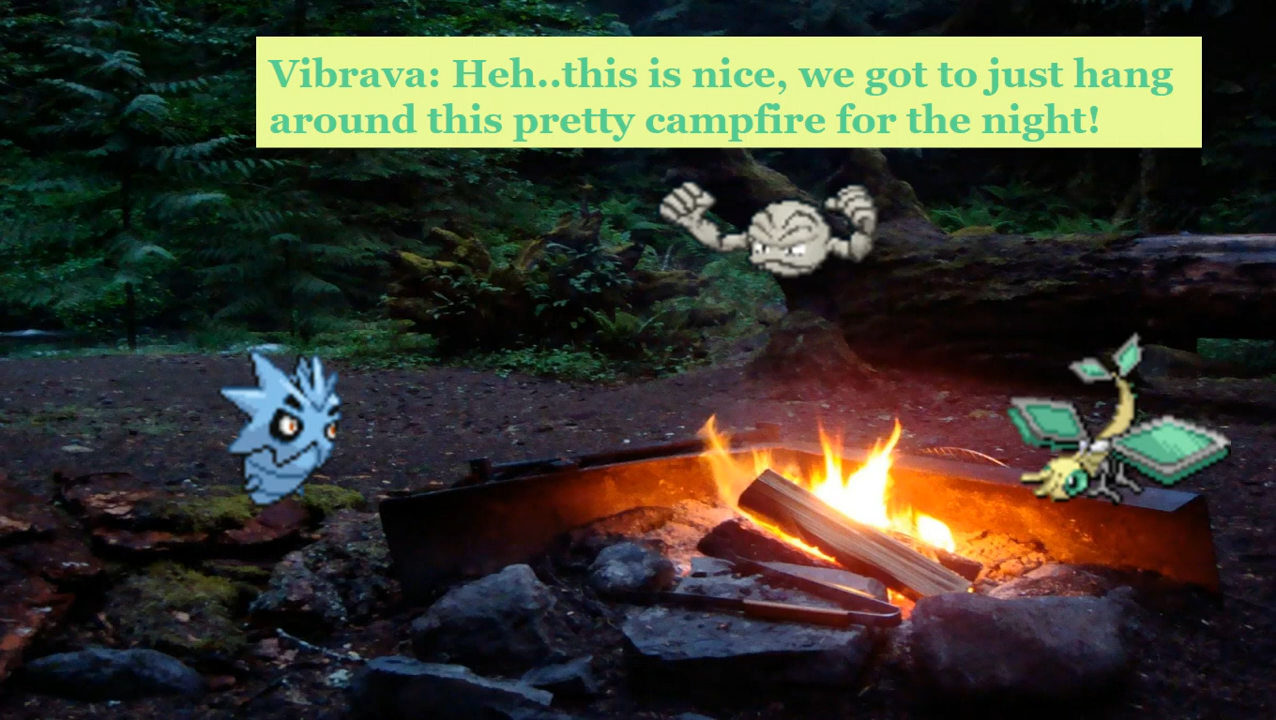 Vibrava: Heh..this is nice, we got to just hang
around this pretty campfire for the night!